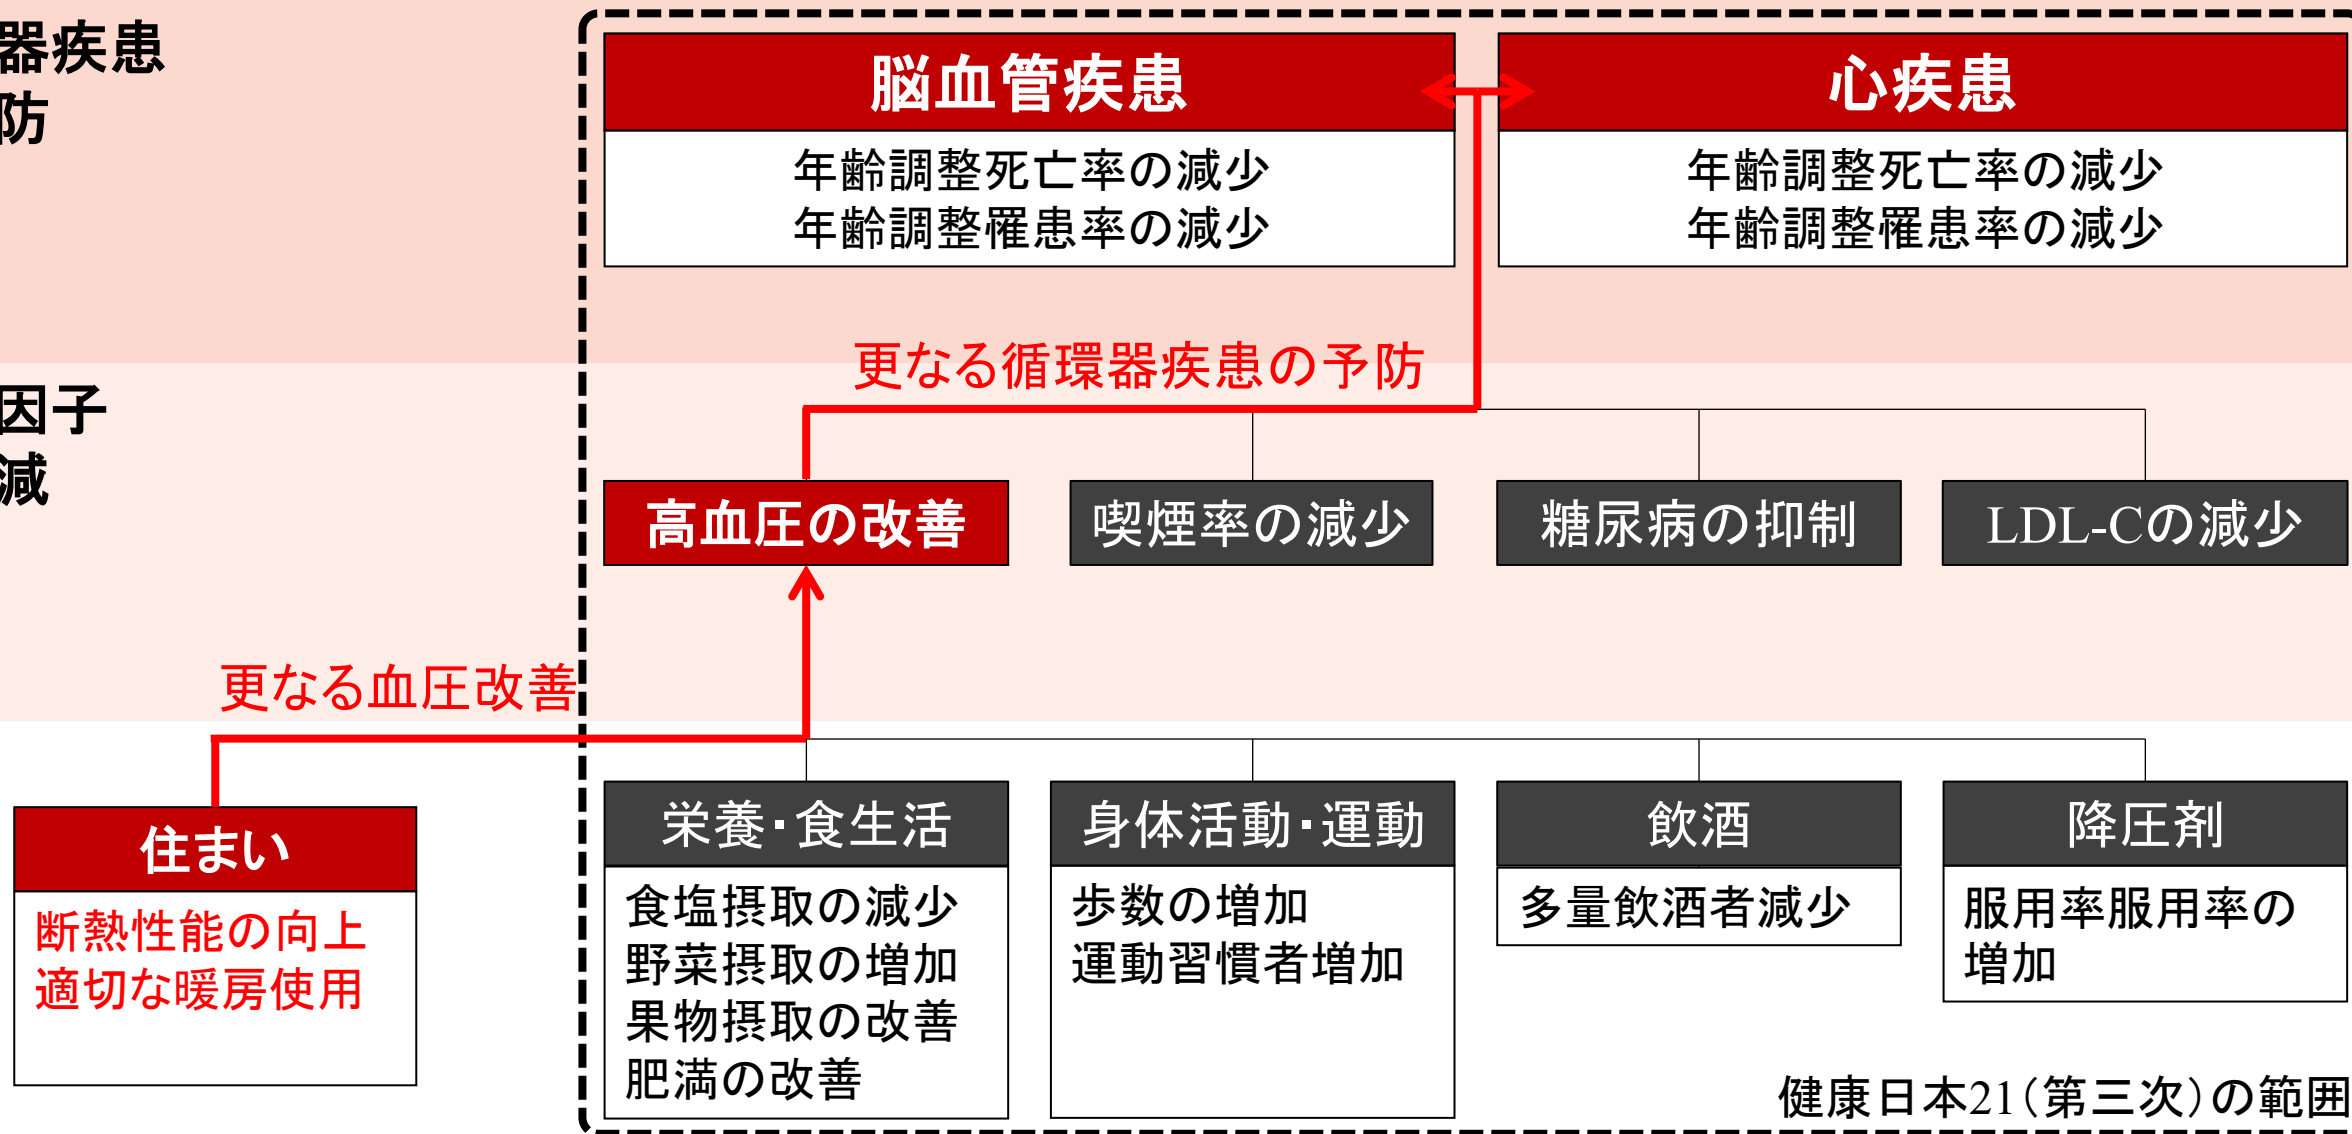 器疾患
防
脳血管疾患
年齢調整死亡率の減少
年齢調整罹患率の減少
心疾患
年齢調整死亡率の減少
年齢調整罹患率の減少
更なる循環器疾患の予防
因子
減
高血圧の改善
喫煙率の減少
糖尿病の抑制
LDL-Cの減少
更なる血圧改善
住まい
断熱性能の向上
適切な暖房使用
栄養・食生活
食塩摂取の減少
野菜摂取の増加
果物摂取の改善
肥満の改善
身体活動・運動
歩数の増加
運動習慣者増加
飲酒
多量飲酒者減少
降圧剤
服用率服用率の
増加
健康日本21（第三次）の範囲